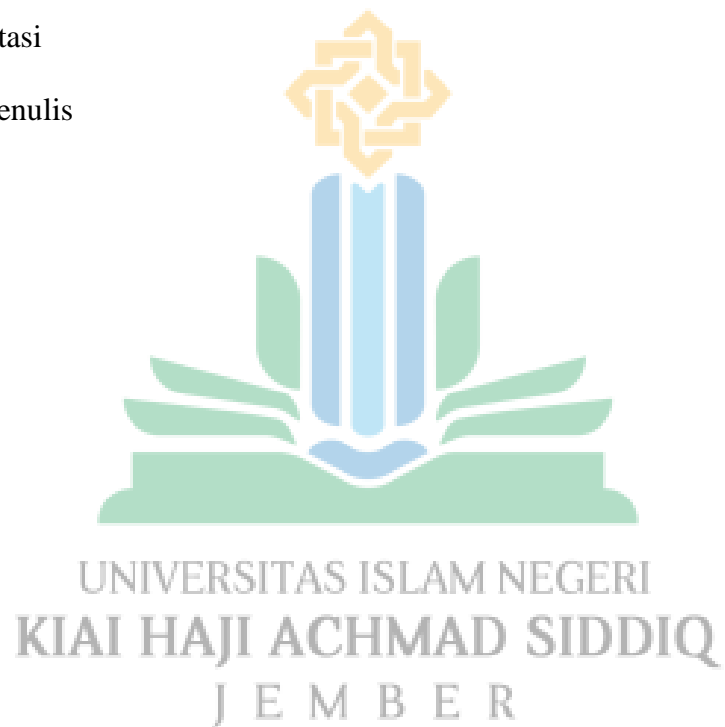 tasi
enulis
UNIVERSITAS ISLAM NEGERI
KIAI HAJI ACHMAD SIDDIQ
J E M B E R